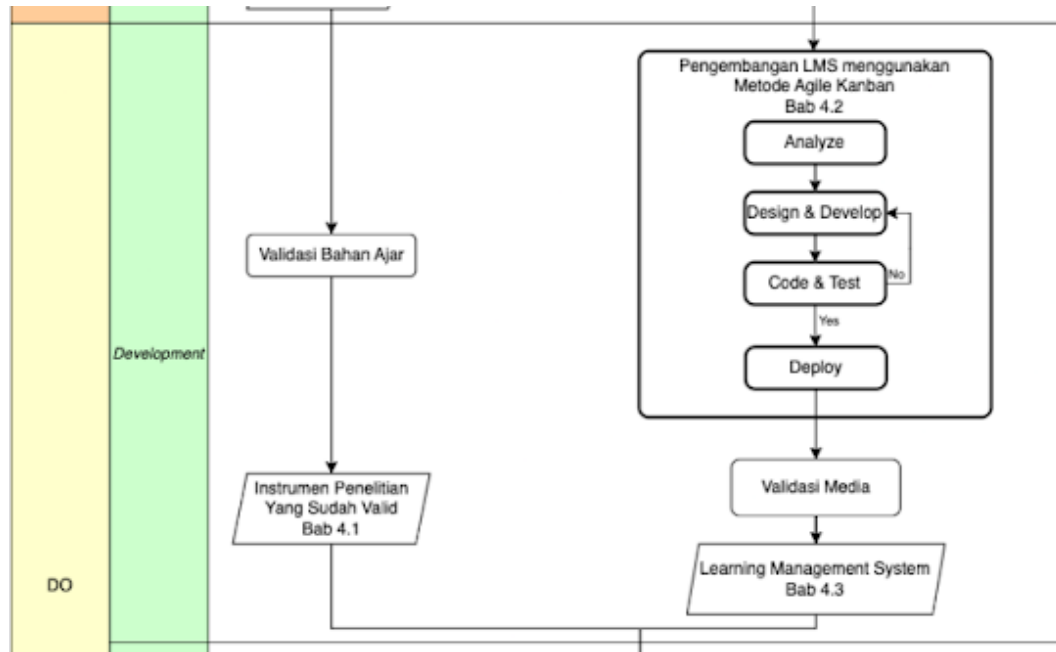 Pengembangan LMS menggunakan
Metode Agile Kanban
Bab 4.2
Analyze
Design & Develop
No
Code & Test
Yes
Deploy
Validasi Bahan Ajar
Development
Instrumen Penelitian
Yang Sudah Valid
Bab 4.1
Validasi Media
Learning Management System
Bab 4.3
DO